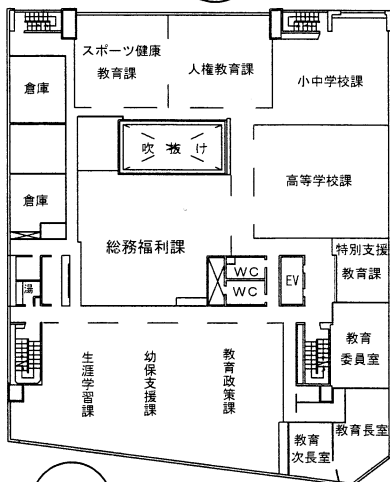 スポーツ健康
教育課
人権教育課
小中学校課
倉庫
吹抜け
高等学校課
倉庫
総務福利課
特別支援
教育課
WC
WC
EV
湯
教育
委員室
生涯学習課
幼保支援課
教育政策課
教育長室
教育
次長室